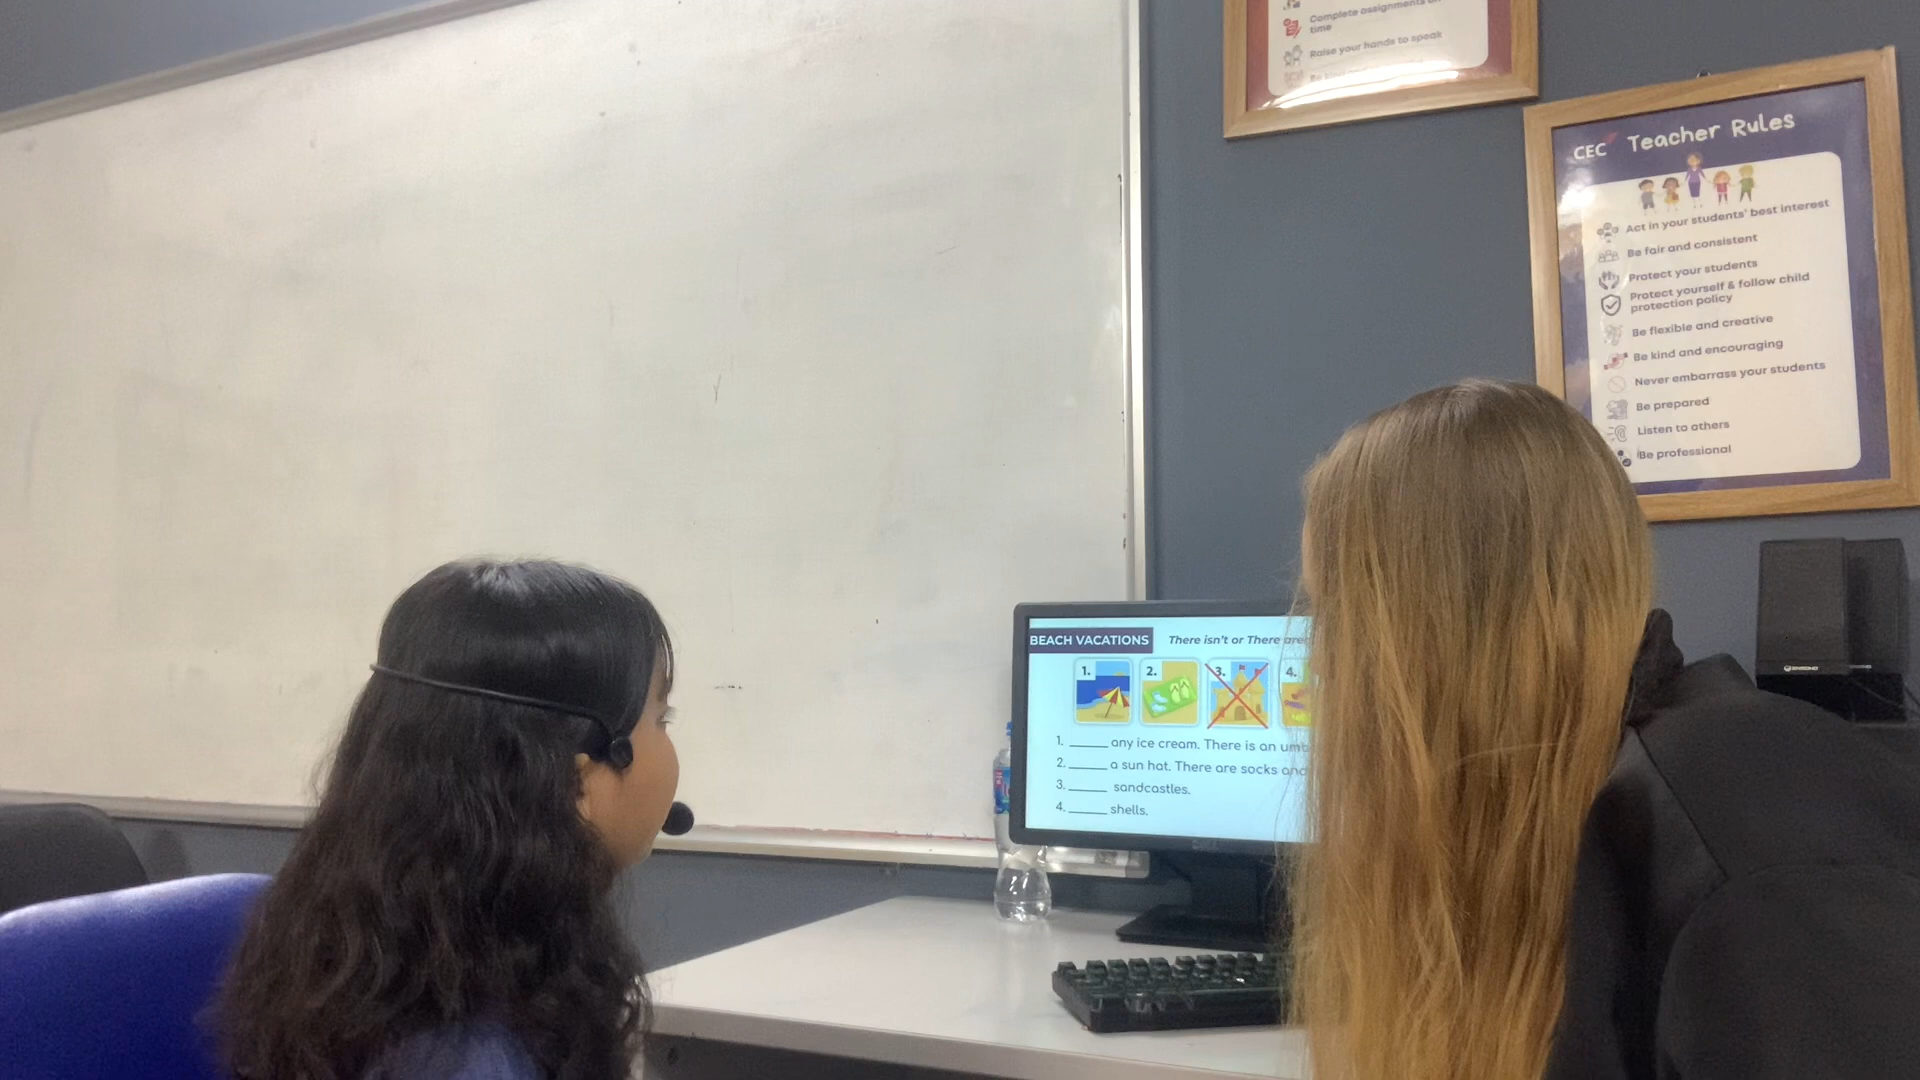 Complete assignments on
time
Raise your hands to speak
CEC Teacher Rules
Act in your students' best interest
Be fair and consistent
Protect your students
Protect yourself & follow child
protection policy
Be flexible and creative
Be kind and encouraging
Never embarrass your students
Be prepared
Listen to others
Be professional
BEACH VACATIONS There isn't or There
1. 2. 3. 4.
1. ______ any ice cream. There is an
2. ______ a sun hat. There are socks and
3. ______ sandcastles.
4. ______ shells.